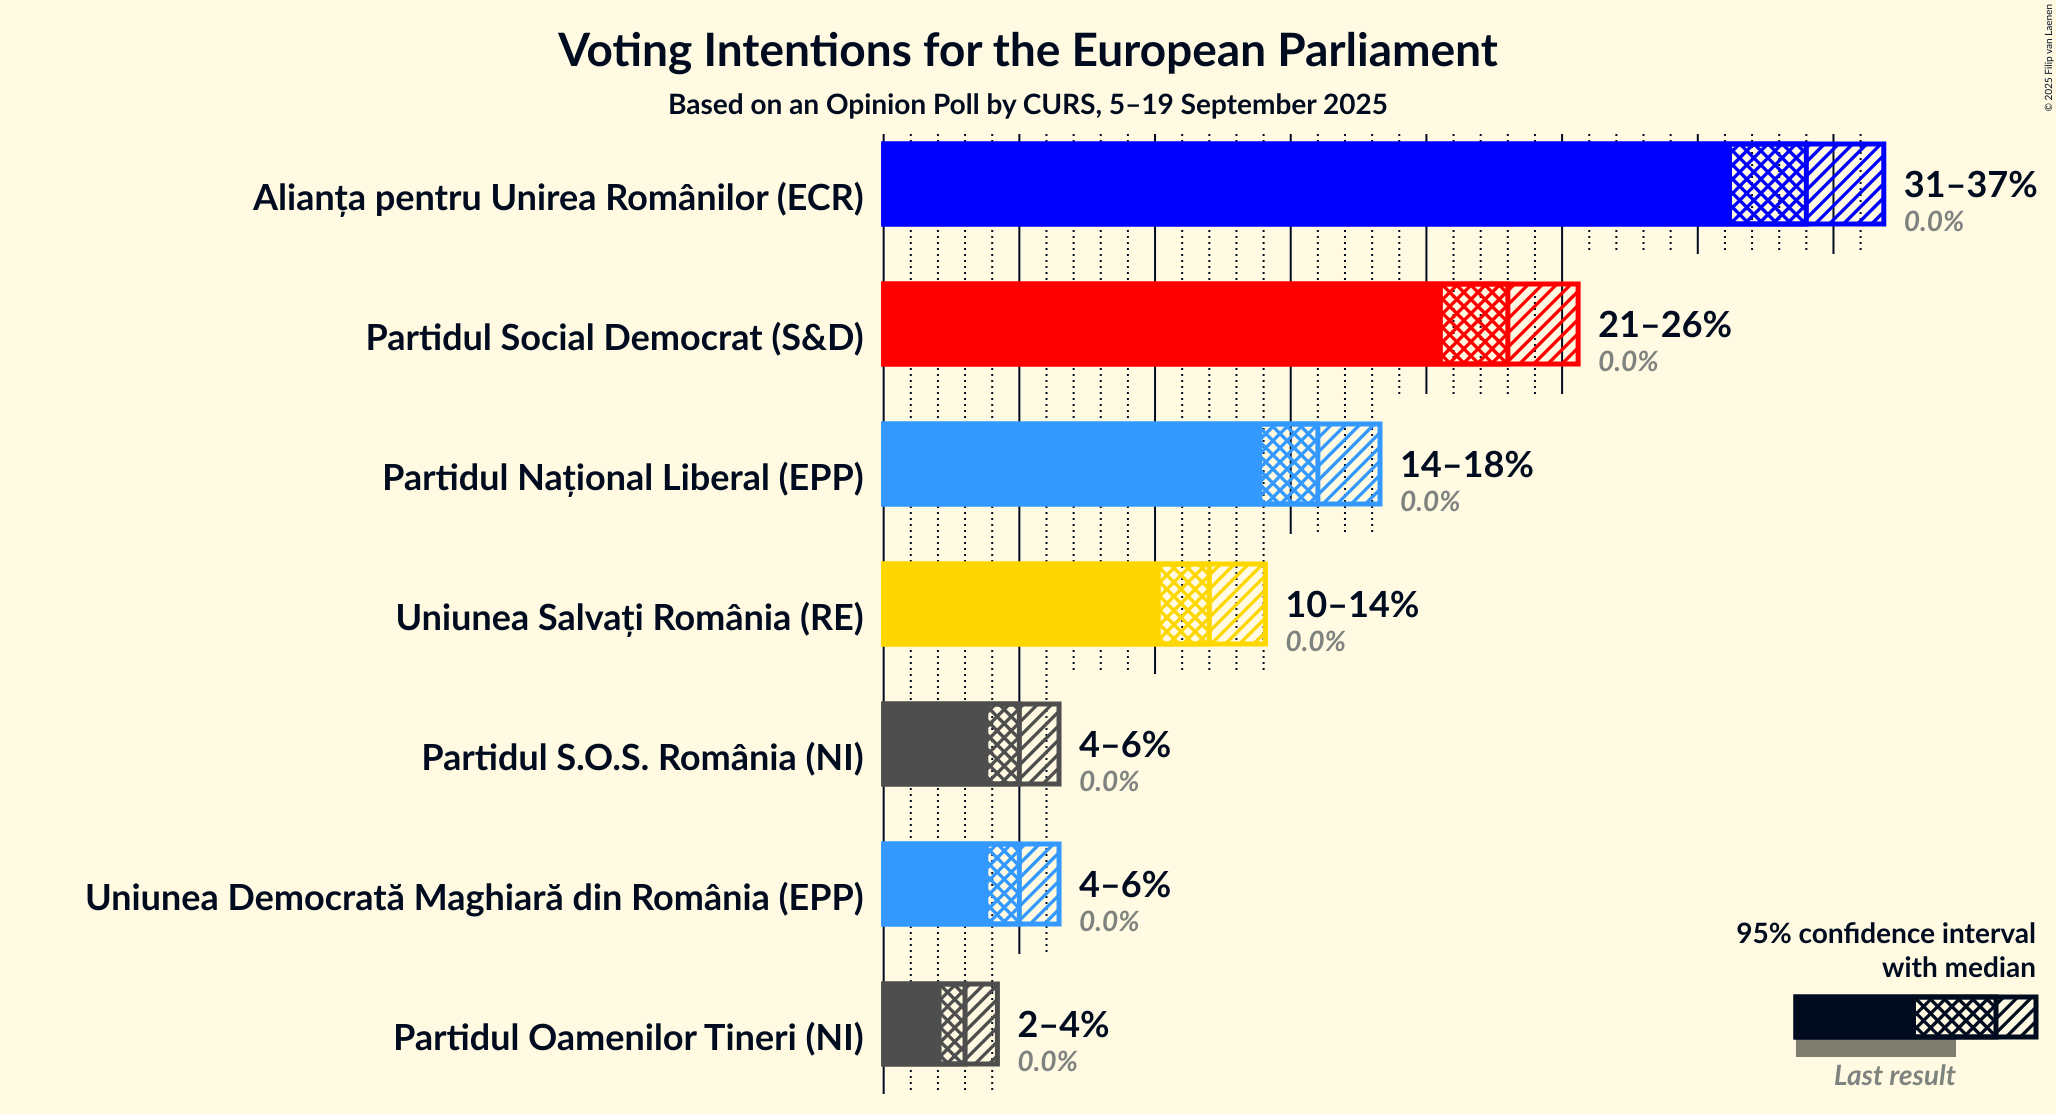 Voting Intentions for the European Parliament
Based on an Opinion Poll by CURS, 5–19 September 2025
© 2025 Filip van Laenen
Alianța pentru Unirea Românilor (ECR)
31–37%
0.0%
Partidul Social Democrat (S&D)
21–26%
0.0%
Partidul Național Liberal (EPP)
14–18%
0.0%
Uniunea Salvați România (RE)
10–14%
0.0%
Partidul S.O.S. România (NI)
4–6%
0.0%
Uniunea Democrată Maghiară din România (EPP)
4–6%
0.0%
Partidul Oamenilor Tineri (NI)
2–4%
0.0%
95% confidence interval
with median
Last result